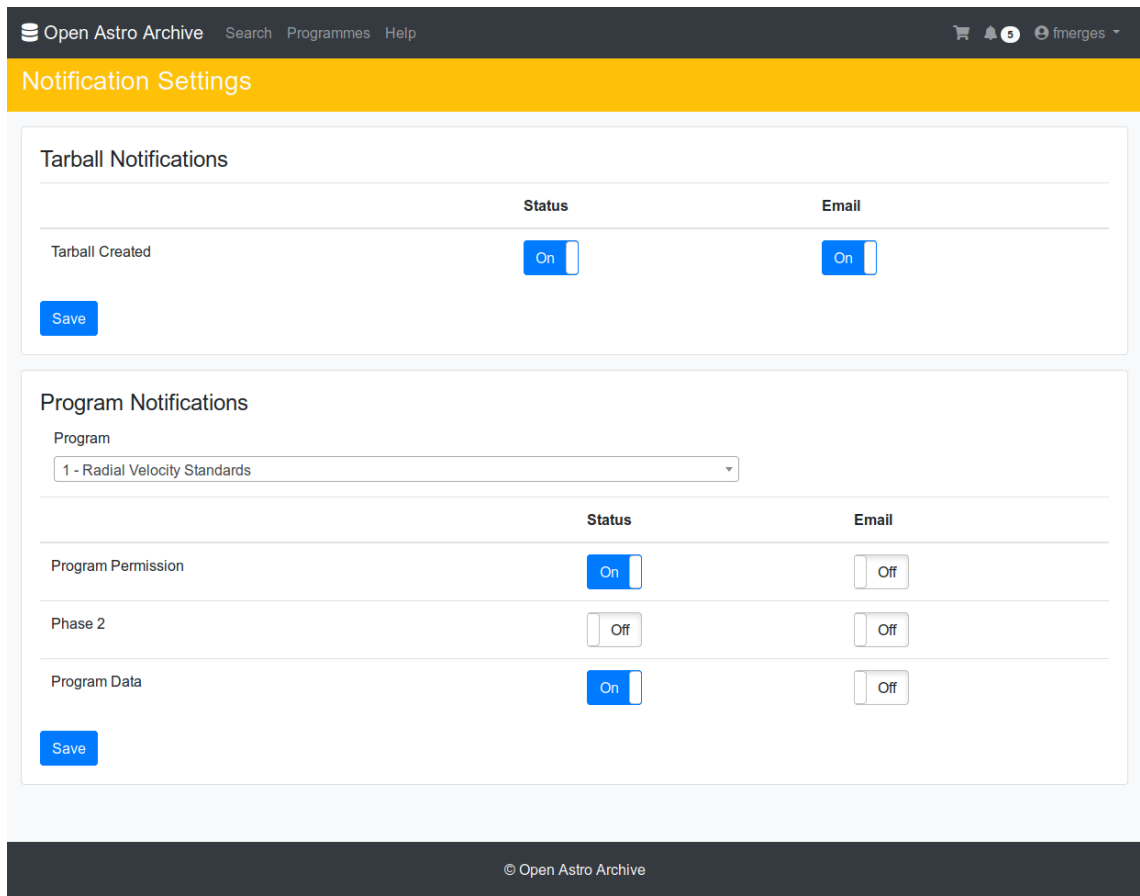 Open Astro Archive Search Programmes Help 5 fmerges
Notification Settings
Tarball Notifications
Status Email
Tarball Created On On
Save
Program Notifications
Program
1 - Radial Velocity Standards
Status Email
Program Permission On Off
Phase 2 Off Off
Program Data On Off
Save
© Open Astro Archive